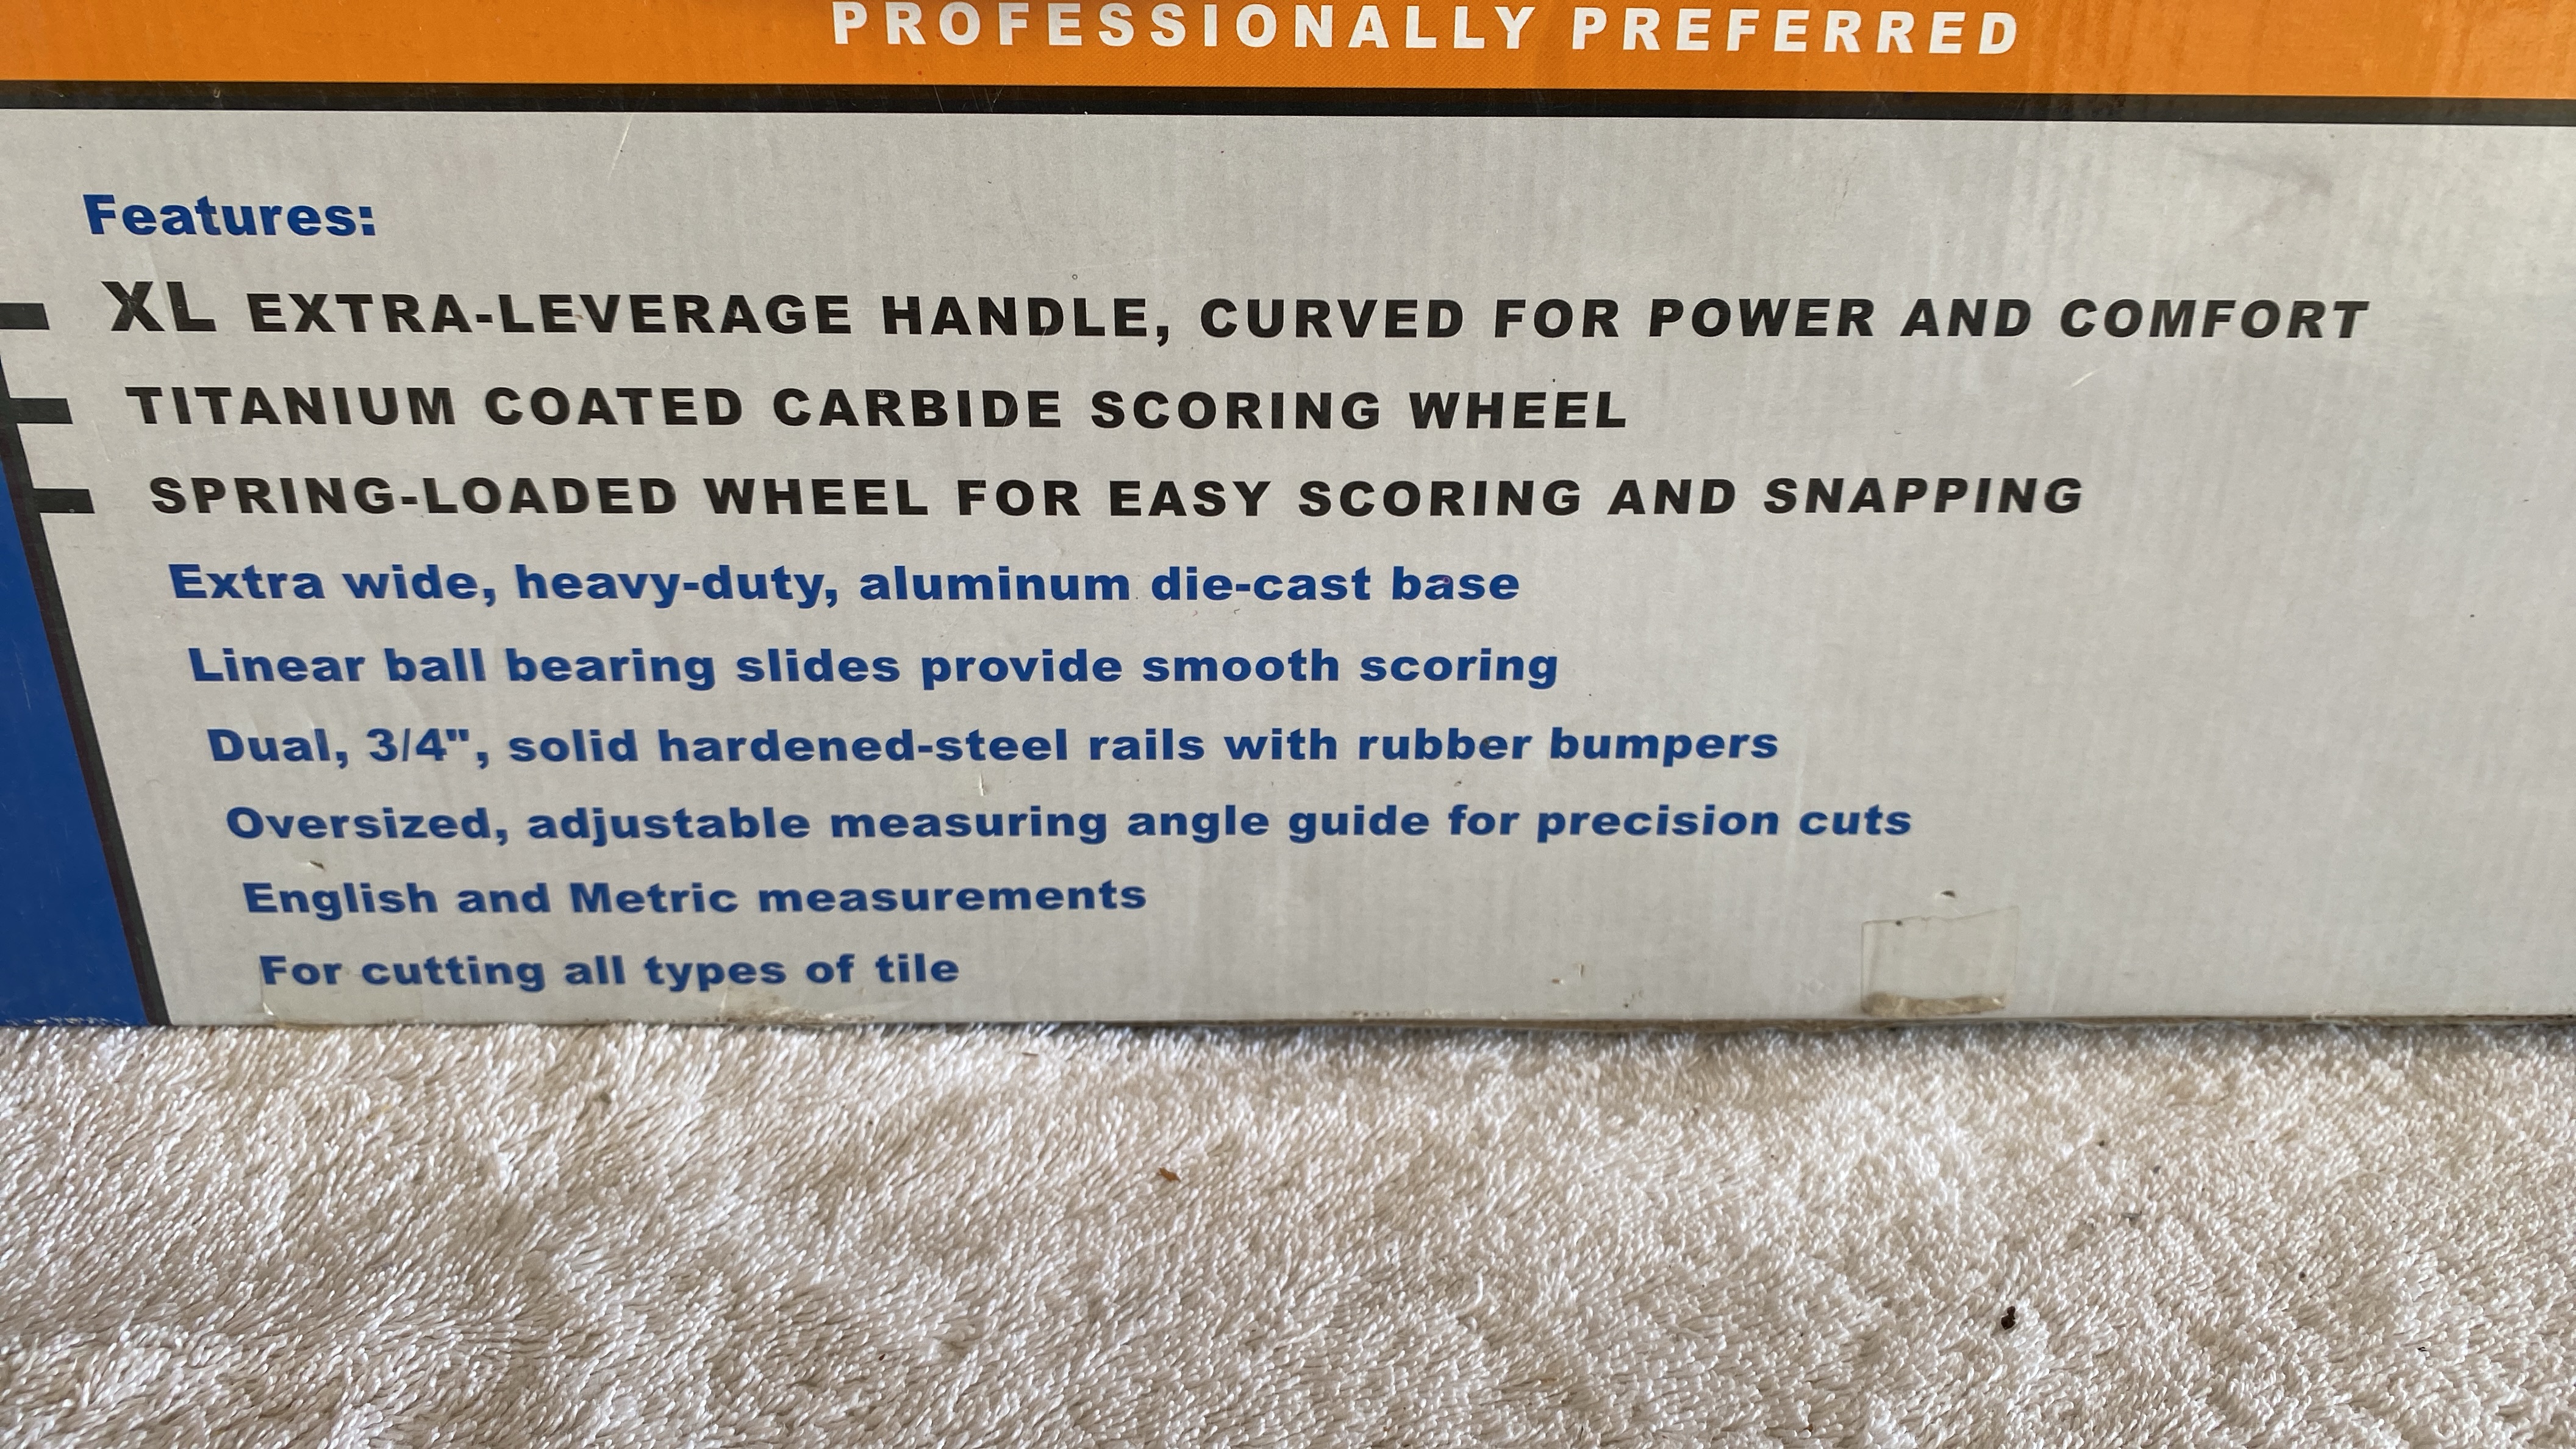 PROFESSIONALLY PREFERRED
Features:
XL EXTRA-LEVERAGE HANDLE, CURVED FOR POWER AND COMFORT
TITANIUM COATED CARBIDE SCORING WHEEL
SPRING-LOADED WHEEL FOR EASY SCORING AND SNAPPING
Extra wide, heavy-duty, aluminum die-cast base
Linear ball bearing slides provide smooth scoring
Dual, 3/4", solid hardened-steel rails with rubber bumpers
Oversized, adjustable measuring angle guide for precision cuts
English and Metric measurements
For cutting all types of tile